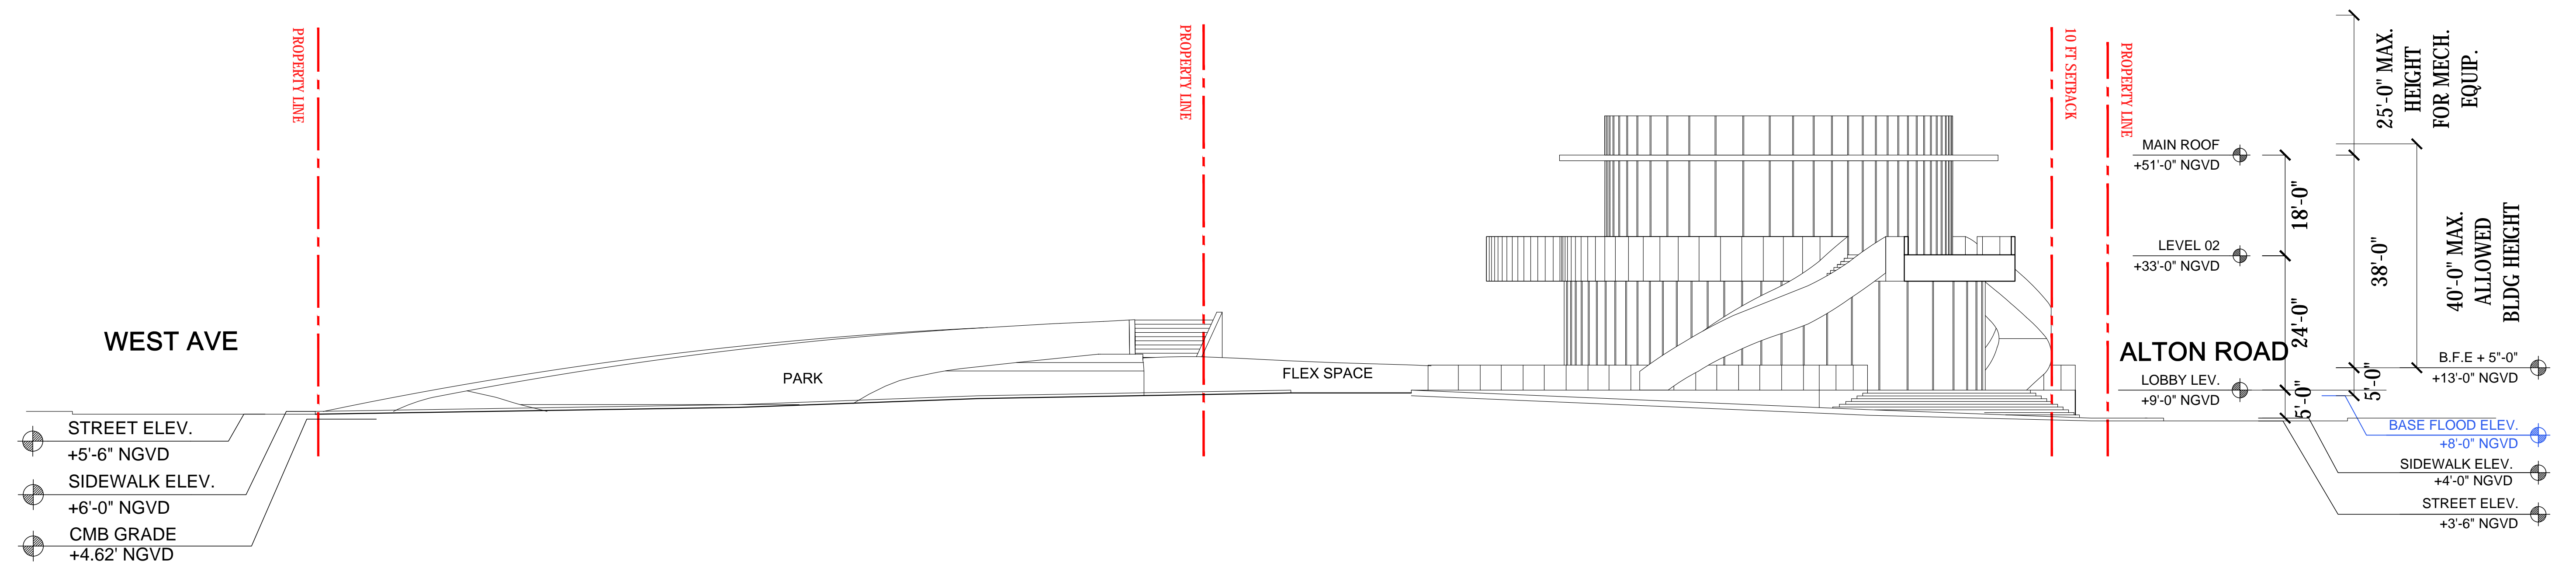 PROPERTY LINE
PROPERTY LINE
10 FT SETBACK
PROPERTY LINE
25'-0" MAX.
HEIGHT
FOR MECH.
EQUIP.
MAIN ROOF
+51'-0" NGVD
18'-0"
LEVEL 02
+33'-0" NGVD
38'-0"
40'-0" MAX.
ALLOWED
BLDG HEIGHT
24'-0"
WEST AVE
PARK
FLEX SPACE
ALTON ROAD
B.F.E + 5"-0"
+13'-0" NGVD
LOBBY LEV.
+9'-0" NGVD
5'-0"
5'-0"
STREET ELEV.
+5'-6" NGVD
SIDEWALK ELEV.
+6'-0" NGVD
CMB GRADE
+4.62' NGVD
BASE FLOOD ELEV.
+8'-0" NGVD
SIDEWALK ELEV.
+4'-0" NGVD
STREET ELEV.
+3'-6" NGVD